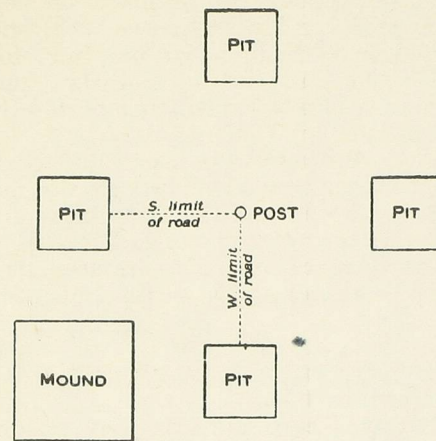 PIT
PIT
S. limit
of road
POST
PIT
W limit
of road
MOUND
PIT